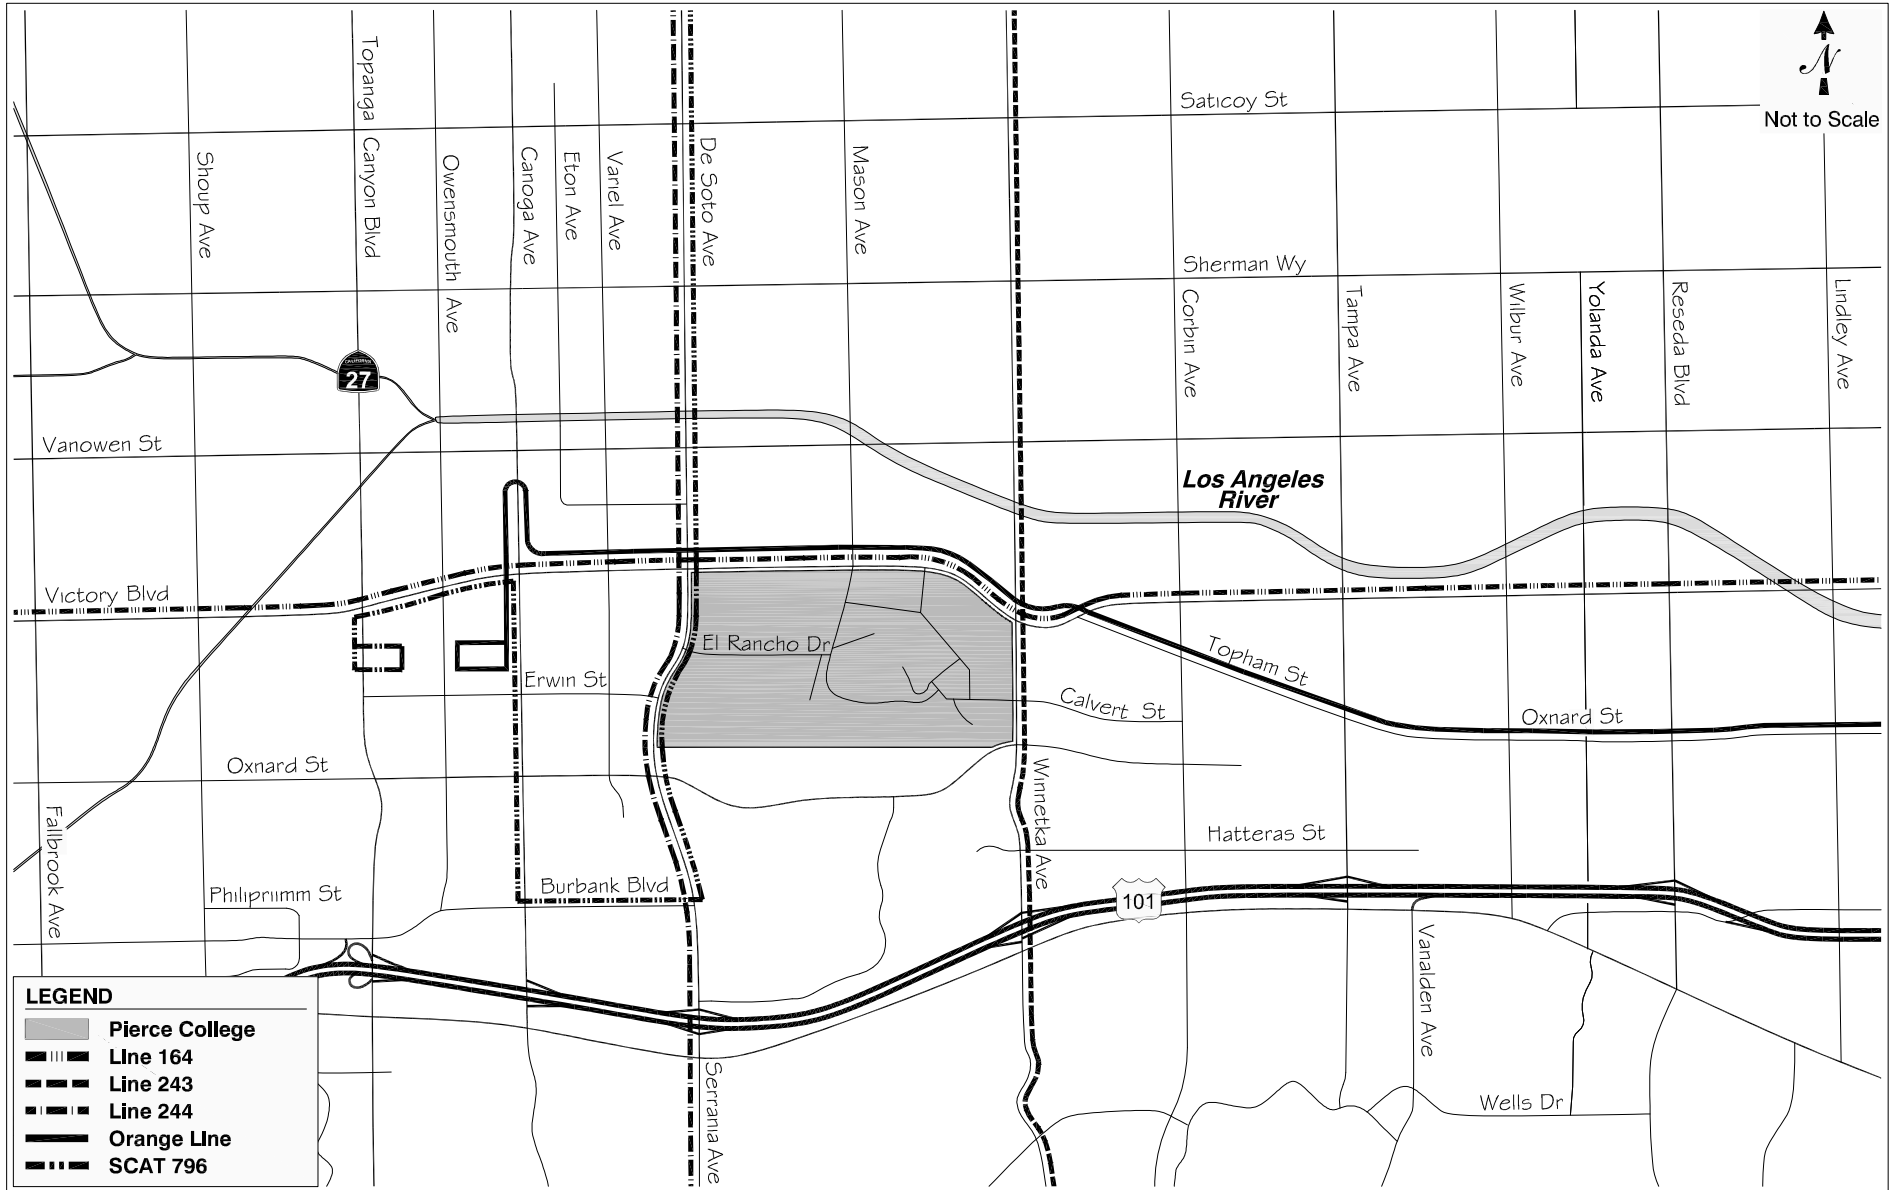 N
Not to Scale
Saticoy St
Topanga Canyon Blvd
Shoup Ave
Owensmouth Ave
Canoga Ave
Eton Ave
Variel Ave
De Soto Ave
Mason Ave
Sherman Wy
Corbin Ave
Tampa Ave
Wilbur Ave
Yolanda Ave
Reseda Blvd
Lindley Ave
CALIFORNIA
27
Vanowen St
Los Angeles
River
Victory Blvd
El Rancho Dr
Erwin St
Topham St
Calvert St
Oxnard St
Oxnard St
Winnetka Ave
Fallbrook Ave
Hatteras St
Burbank Blvd
Philiprimm St
101
Vanalden Ave
Serrania Ave
Wells Dr
LEGEND
Pierce College
Line 164
Line 243
Line 244
Orange Line
SCAT 796